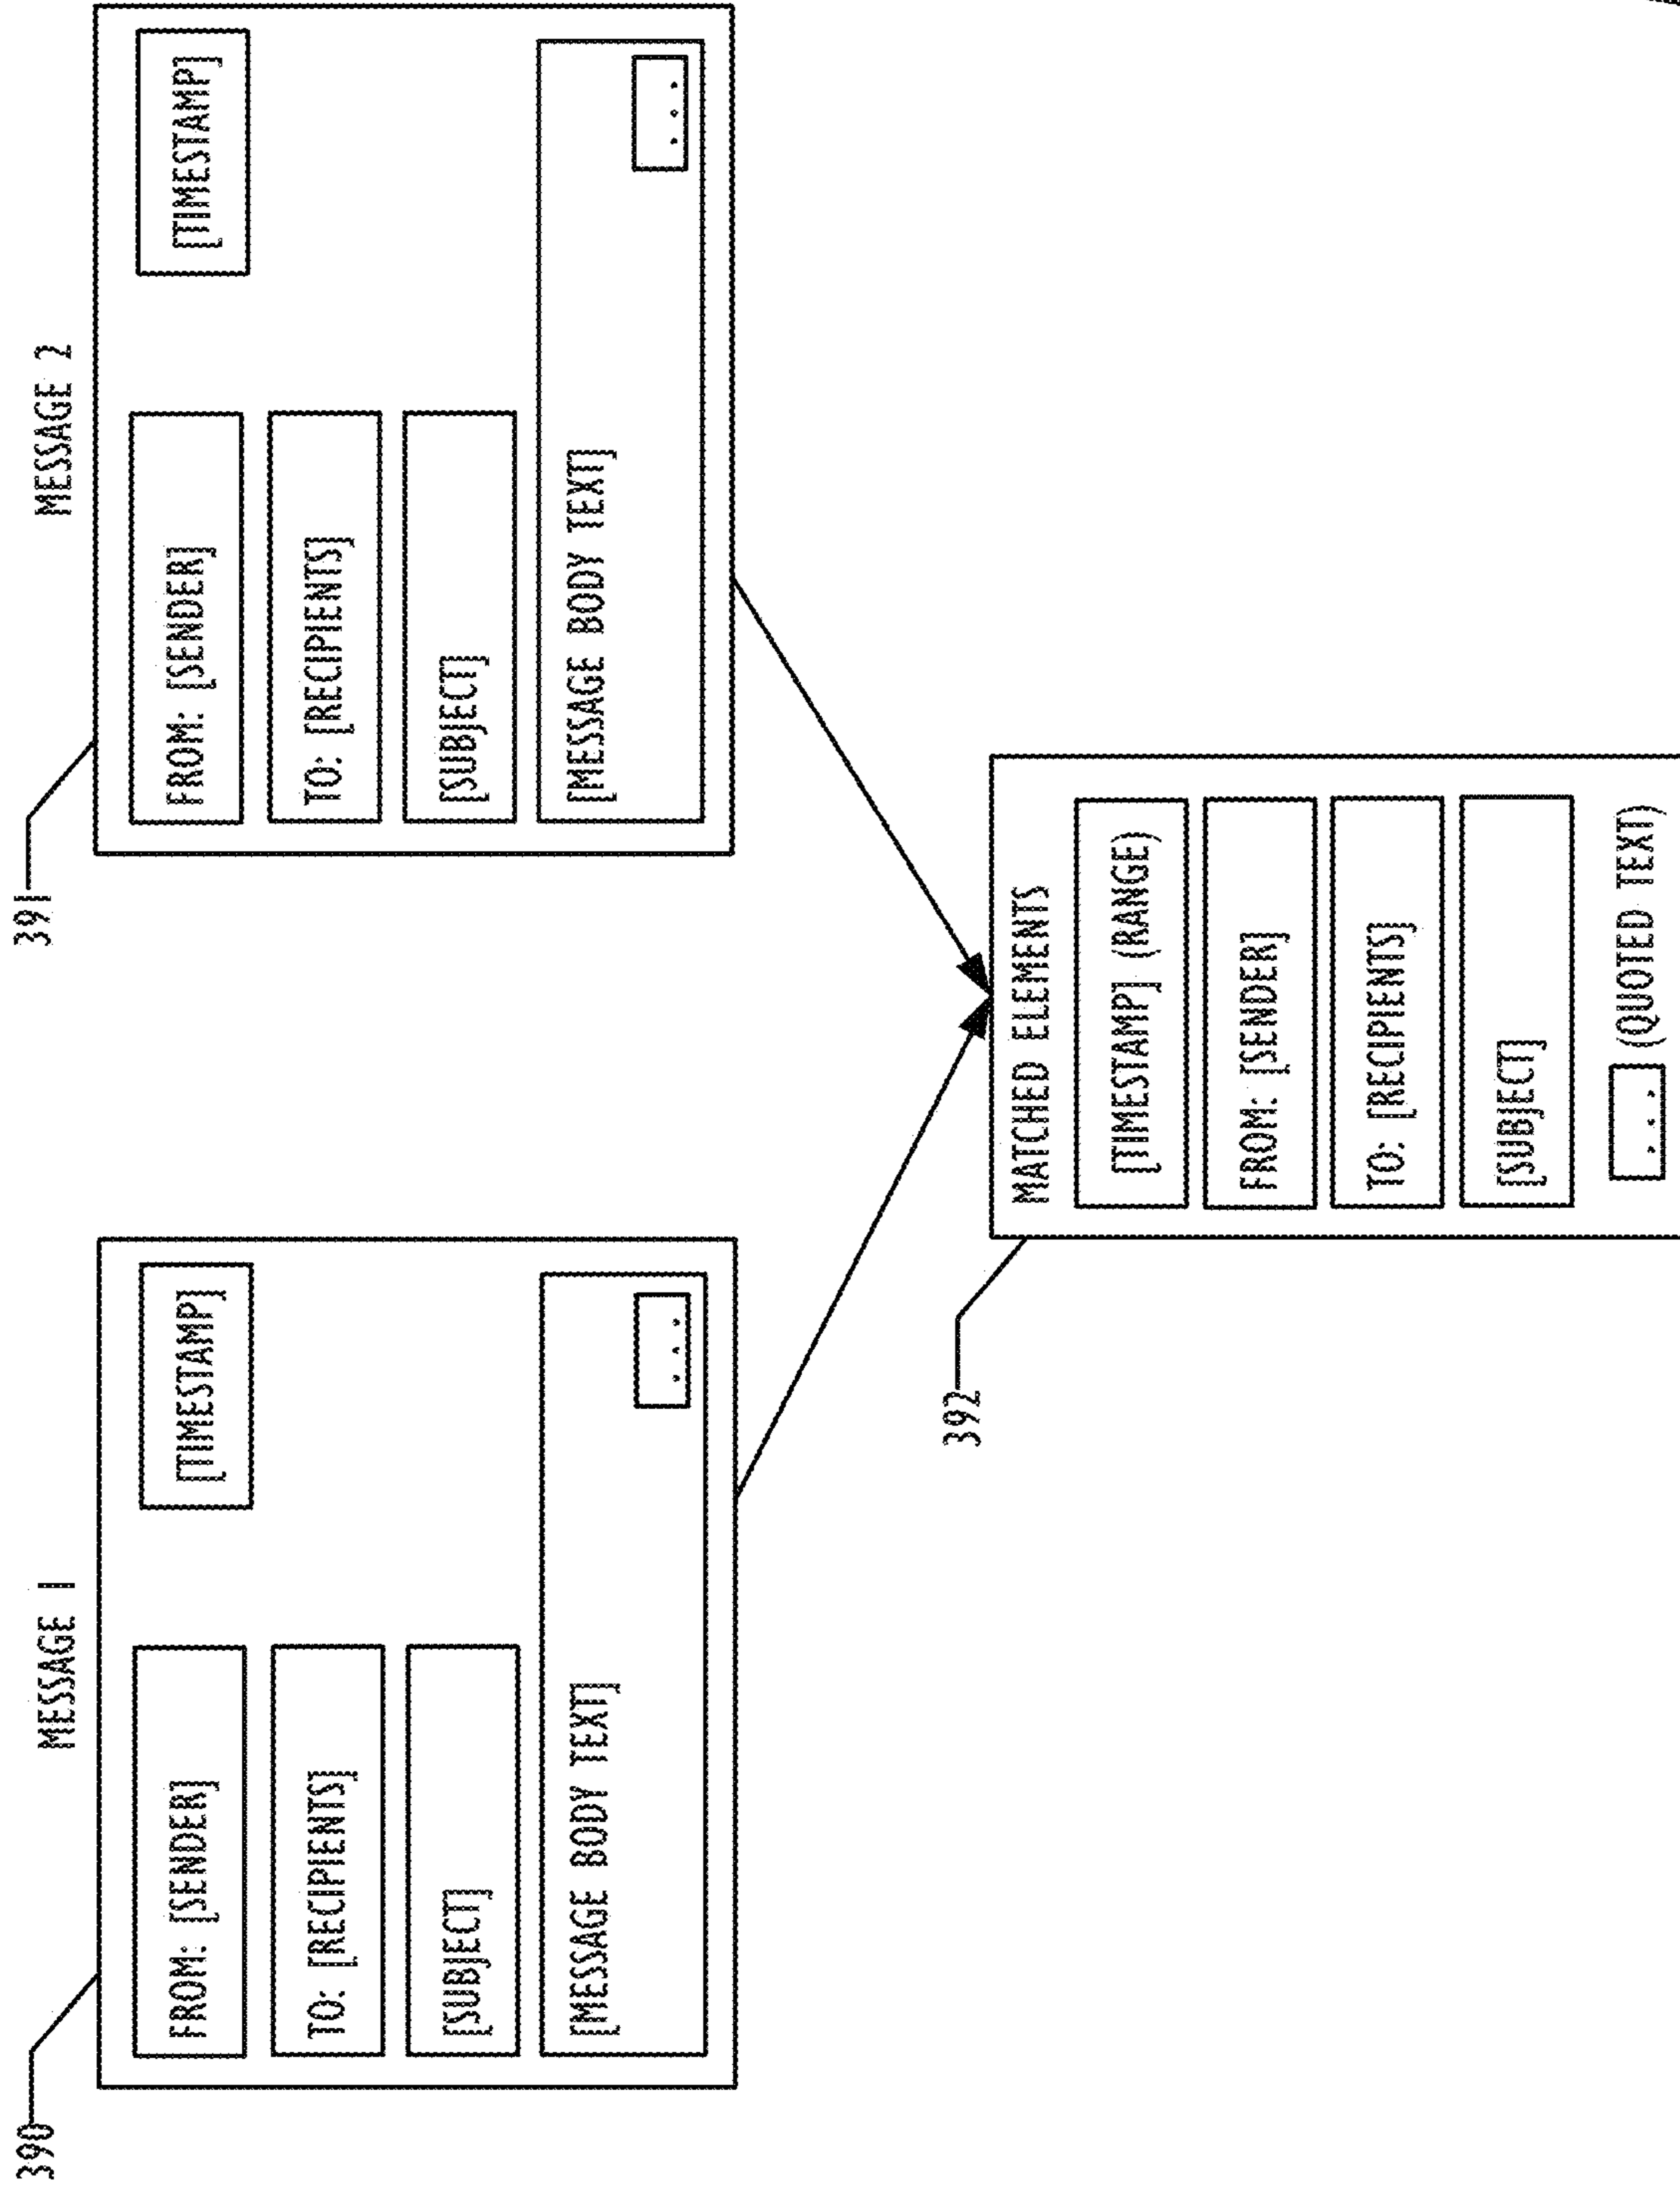 MESSAGE 1
390
FROM: [SENDER]
[TIMESTAMP]
TO: [RECIPIENTS]
[SUBJECT]
[MESSAGE BODY TEXT]
...
MESSAGE 2
391
FROM: [SENDER]
[TIMESTAMP]
TO: [RECIPIENTS]
[SUBJECT]
[MESSAGE BODY TEXT]
...
392
MATCHED ELEMENTS
[TIMESTAMP] (RANGE)
FROM: [SENDER]
TO: [RECIPIENTS]
[SUBJECT]
... (QUOTED TEXT)